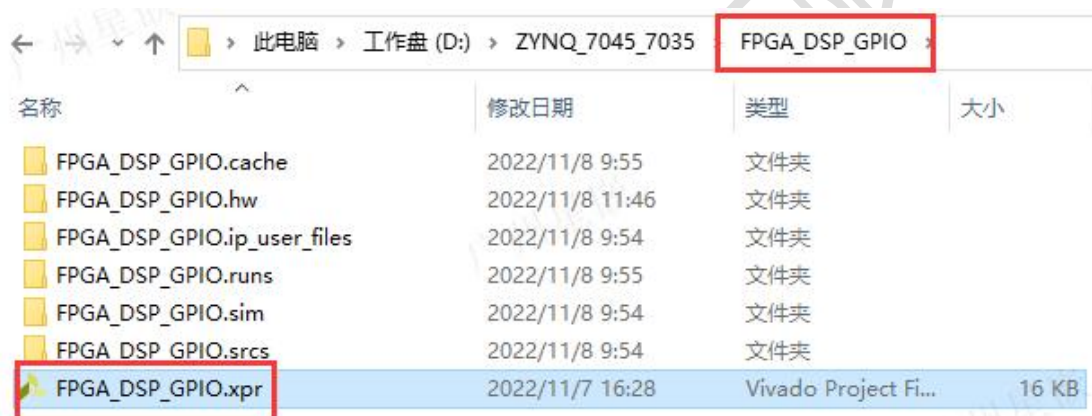 此电脑 > 工作盘 (D:) > ZYNQ_7045_7035 > FPGA_DSP_GPIO >
名称 修改日期 类型 大小
FPGA_DSP_GPIO.cache 2022/11/8 9:55 文件夹
FPGA_DSP_GPIO.hw 2022/11/8 11:46 文件夹
FPGA_DSP_GPIO.ip_user_files 2022/11/8 9:54 文件夹
FPGA_DSP_GPIO.runs 2022/11/8 9:55 文件夹
FPGA_DSP_GPIO.sim 2022/11/8 9:54 文件夹
FPGA_DSP_GPIO.srcs 2022/11/8 9:54 文件夹
FPGA_DSP_GPIO.xpr 2022/11/7 16:28 Vivado Project Fi... 16 KB